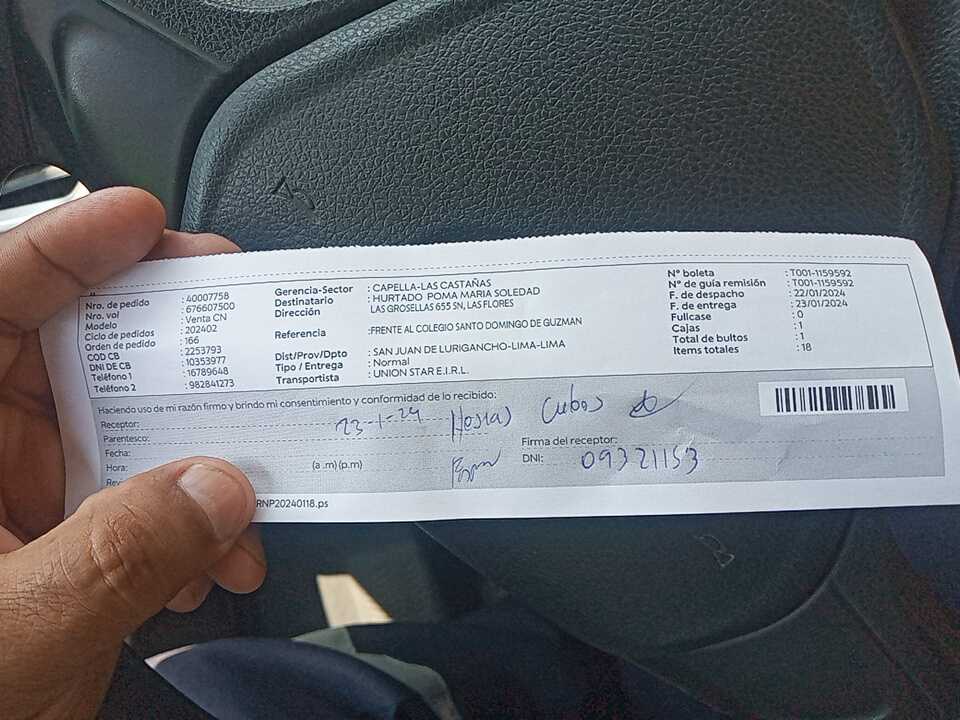 Nro. de pedido : 40007758
Nro. vol : 676607500
Modelo : Venta CN
Ciclo de pedidos : 202402
Orden de pedido : 166
COD CB : 2253793
DNI DE CB : 10353977
Teléfono 1 : 16789648
Teléfono 2 : 982841273
Gerencia-Sector : CAPELLA-LAS CASTAÑAS
Destinatario : HURTADO POMA MARIA SOLEDAD
Dirección LAS GROSELLAS 655 SN, LAS FLORES
Referencia :FRENTE AL COLEGIO SANTO DOMINGO DE GUZMAN
Dist/Prov/Dpto : SAN JUAN DE LURIGANCHO-LIMA-LIMA
Tipo / Entrega : Normal
Transportista : UNION STAR E.I.R.L.
N° boleta : T001-1159592
N° de guía remisión : T001-1159592
F. de despacho : 22/01/2024
F. de entrega : 23/01/2024
Fullcase : 0
Cajas : 1
Total de bultos : 1
Items totales : 18
Haciendo uso de mi razón firmo y brindo mi consentimiento y conformidad de lo recibido:
Receptor: 23-1-24 Cubas
Parentesco:
Fecha:
Hora: (a .m)(p.m)
Firma del receptor:
DNI: 09321153
RNP20240118.ps